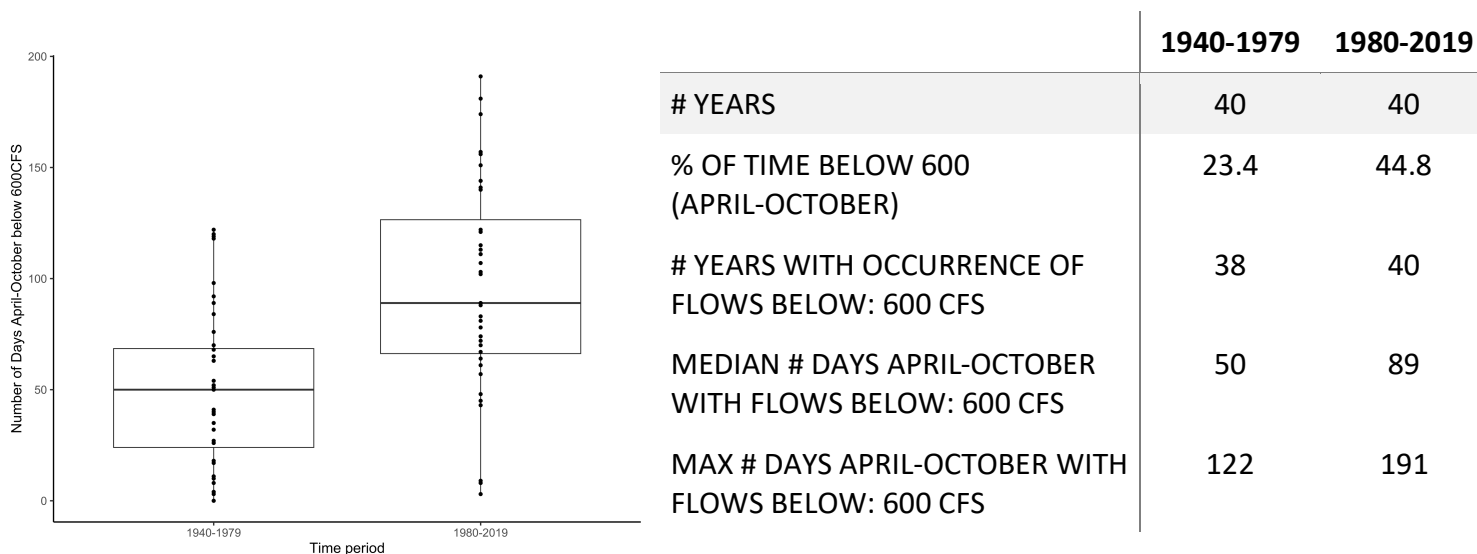 Number of Days April-October below 600CFS
200
150
100
50
0
1940-1979
1980-2019
Time period
1940-1979 1980-2019
# YEARS 40 40
% OF TIME BELOW 600 23.4 44.8
(APRIL-OCTOBER)
# YEARS WITH OCCURRENCE OF 38 40
FLOWS BELOW: 600 CFS
MEDIAN # DAYS APRIL-OCTOBER 50 89
WITH FLOWS BELOW: 600 CFS
MAX # DAYS APRIL-OCTOBER WITH 122 191
FLOWS BELOW: 600 CFS